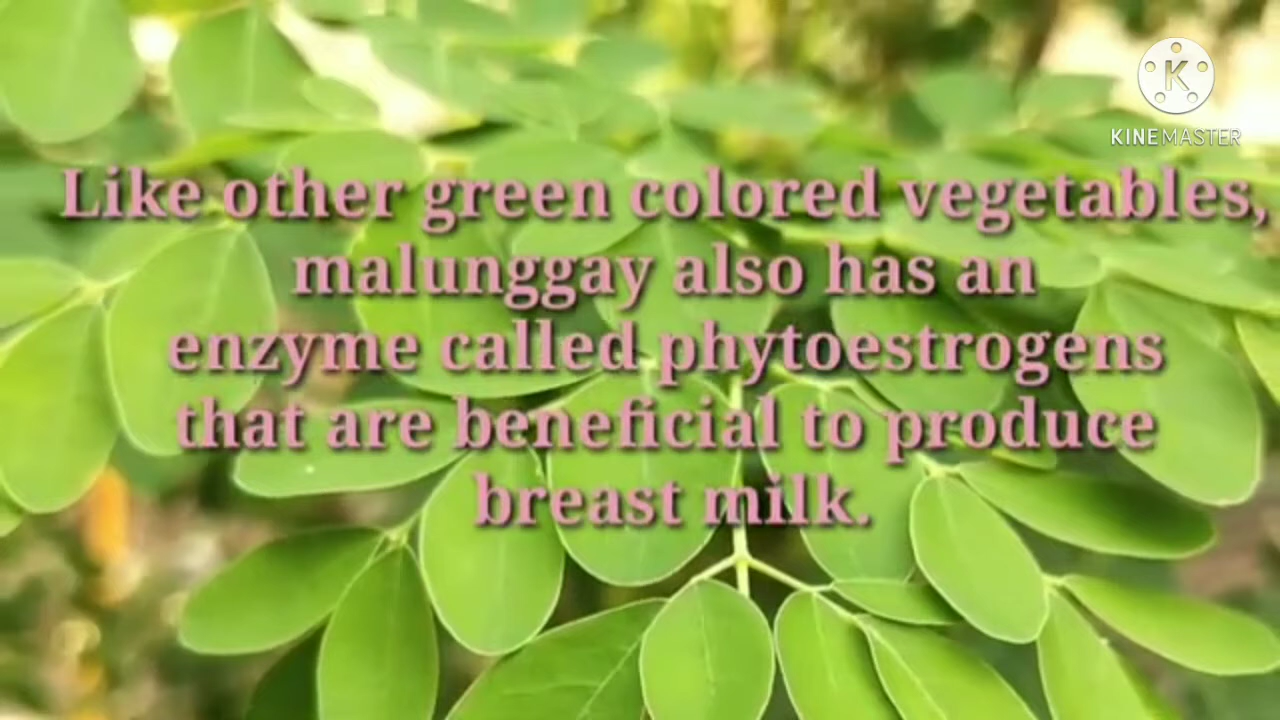 KINEMASTER
Like other green colored vegetables,
malunggay also has an
enzyme called phytoestrogens
that are beneficial to produce
breast milk.